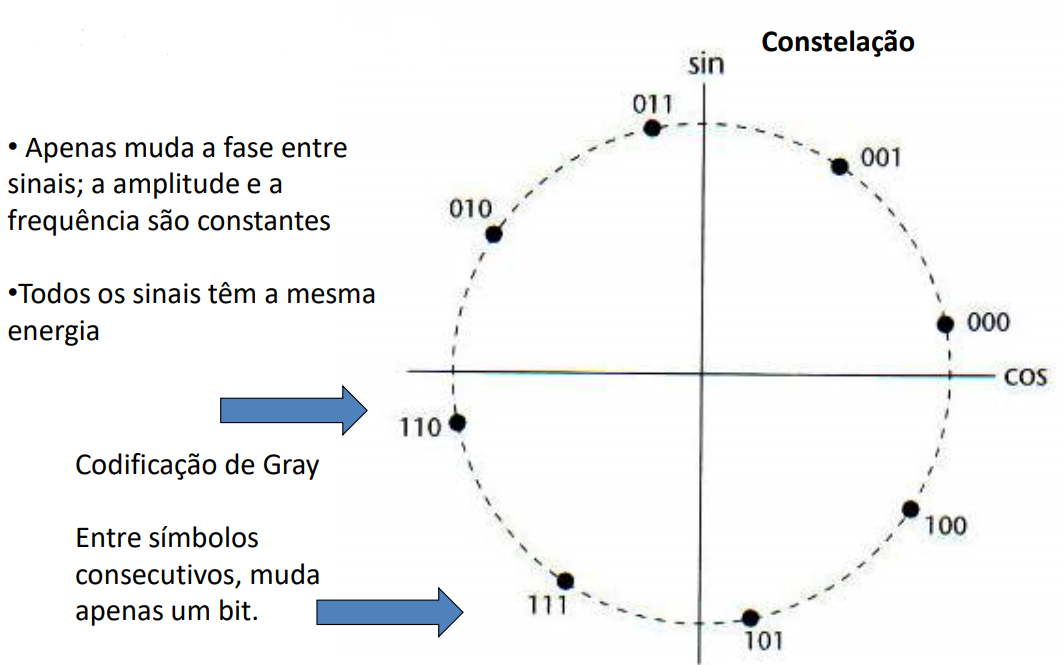 Constelação
sin
011
001
• Apenas muda a fase entre
sinais; a amplitude e a
frequência são constantes
010
•Todos os sinais têm a mesma
energia
000
cos
110
Codificação de Gray
100
Entre símbolos
consecutivos, muda
apenas um bit.
111
101